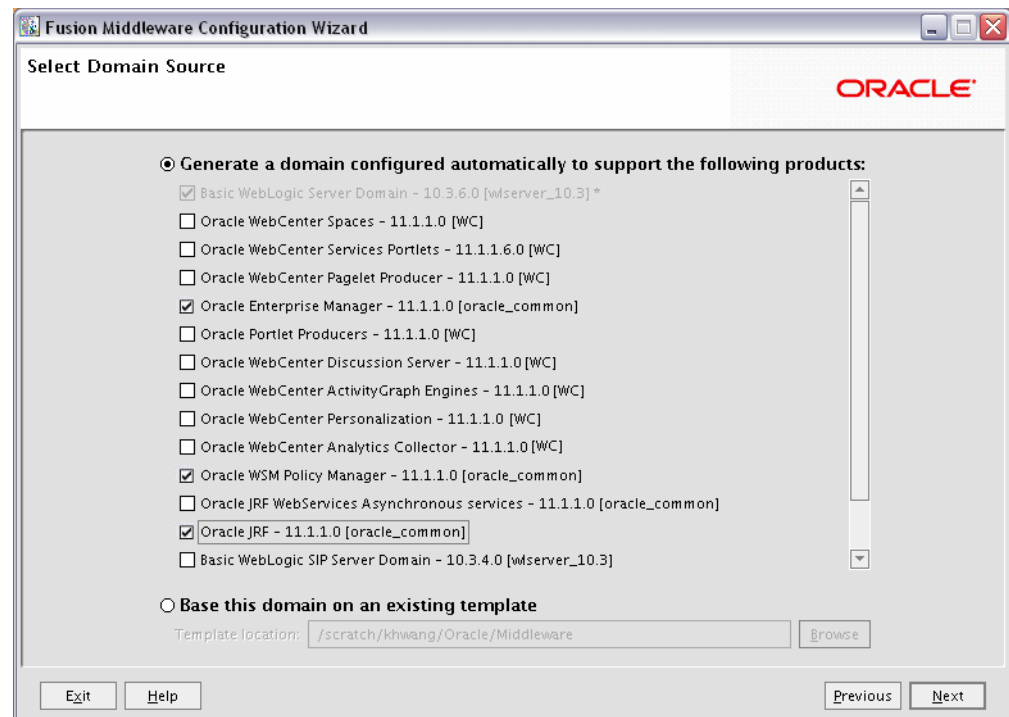 Fusion Middleware Configuration Wizard
Select Domain Source
ORACLE
Generate a domain configured automatically to support the following products:
Basic WebLogic Server Domain - 10.3.6.0 [wlserver_10.3] *
Oracle WebCenter Spaces - 11.1.1.0 [WC]
Oracle WebCenter Services Portlets - 11.1.1.6.0 [WC]
Oracle WebCenter Pagelet Producer - 11.1.1.0 [WC]
Oracle Enterprise Manager - 11.1.1.0 [oracle_common]
Oracle Portlet Producers - 11.1.1.0 [WC]
Oracle WebCenter Discussion Server - 11.1.1.0 [WC]
Oracle WebCenter ActivityGraph Engines - 11.1.1.0 [WC]
Oracle WebCenter Personalization - 11.1.1.0 [WC]
Oracle WebCenter Analytics Collector - 11.1.1.0 [WC]
Oracle WSM Policy Manager - 11.1.1.0 [oracle_common]
Oracle JRF WebServices Asynchronous services - 11.1.1.0 [oracle_common]
Oracle JRF - 11.1.1.0 [oracle_common]
Basic WebLogic SIP Server Domain - 10.3.4.0 [wlserver_10.3]
Base this domain on an existing template
Template location: /scratch/khwang/Oracle/Middleware Browse
Exit Help Previous Next